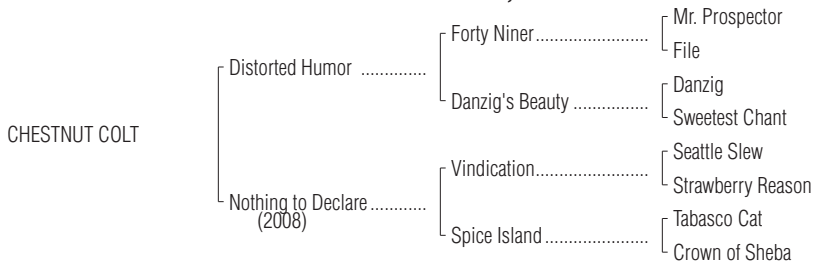 Mr. Prospector
Forty Niner........................
File
Distorted Humor ..............
Danzig
Danzig's Beauty ................
Sweetest Chant
CHESTNUT COLT
Seattle Slew
Vindication........................
Strawberry Reason
Nothing to Declare............
(2008)
Tabasco Cat
Spice Island......................
Crown of Sheba